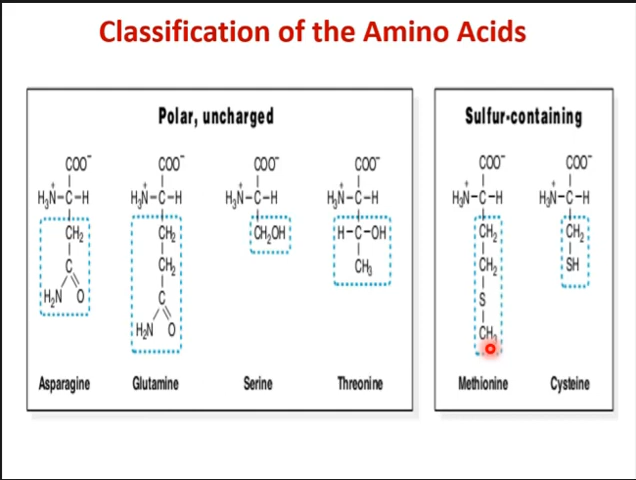 Classification of the Amino Acids
Polar, uncharged
COO⁻
H₃N⁺–C–H
CH₂
C
H₂N O
Asparagine
COO⁻
H₃N⁺–C–H
CH₂
CH₂
C
H₂N O
Glutamine
COO⁻
H₃N⁺–C–H
CH₂OH
Serine
COO⁻
H₃N⁺–C–H
H–C–OH
CH₃
Threonine
Sulfur-containing
COO⁻
H₃N⁺–C–H
CH₂
CH₂
S
CH₃
Methionine
COO⁻
H₃N⁺–C–H
CH₂
SH
Cysteine